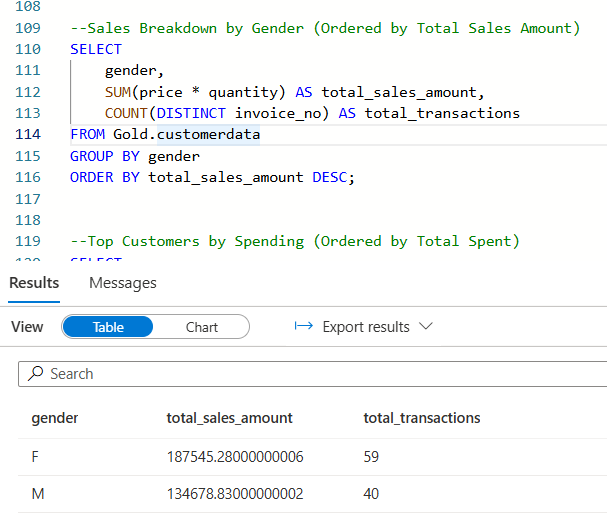 108
109 --Sales Breakdown by Gender (Ordered by Total Sales Amount)
110 SELECT
111 gender,
112 SUM(price * quantity) AS total_sales_amount,
113 COUNT(DISTINCT invoice_no) AS total_transactions
114 FROM Gold.customerdata
115 GROUP BY gender
116 ORDER BY total_sales_amount DESC;
117
118
119 --Top Customers by Spending (Ordered by Total Spent)
120 SELECT
Results Messages
View Table Chart Export results
Search
gender total_sales_amount total_transactions
F 187545.28000000006 59
M 134678.83000000002 40